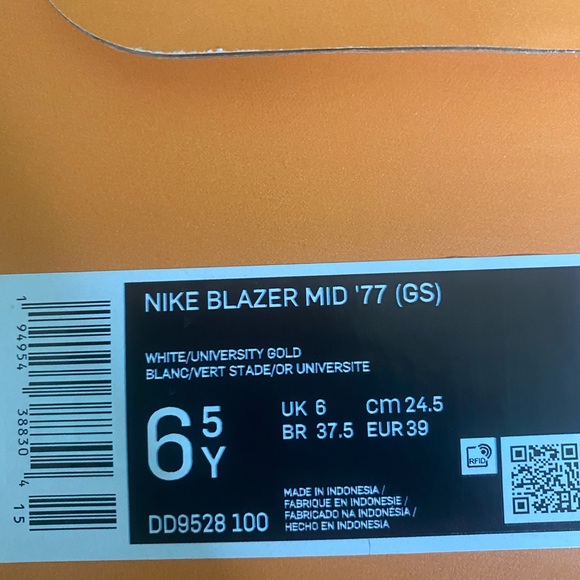 NIKE BLAZER MID '77 (GS)
WHITE/UNIVERSITY GOLD
BLANC/VERT STADE/OR UNIVERSITE
6 5 Y
UK 6 cm 24.5
BR 37.5 EUR 39
RFID
MADE IN INDONESIA /
FABRIQUE EN INDONESIE /
FABRICADO NA INDONÉSIA /
HECHO EN INDONESIA
DD9528 100
1 94954 38830 4 15